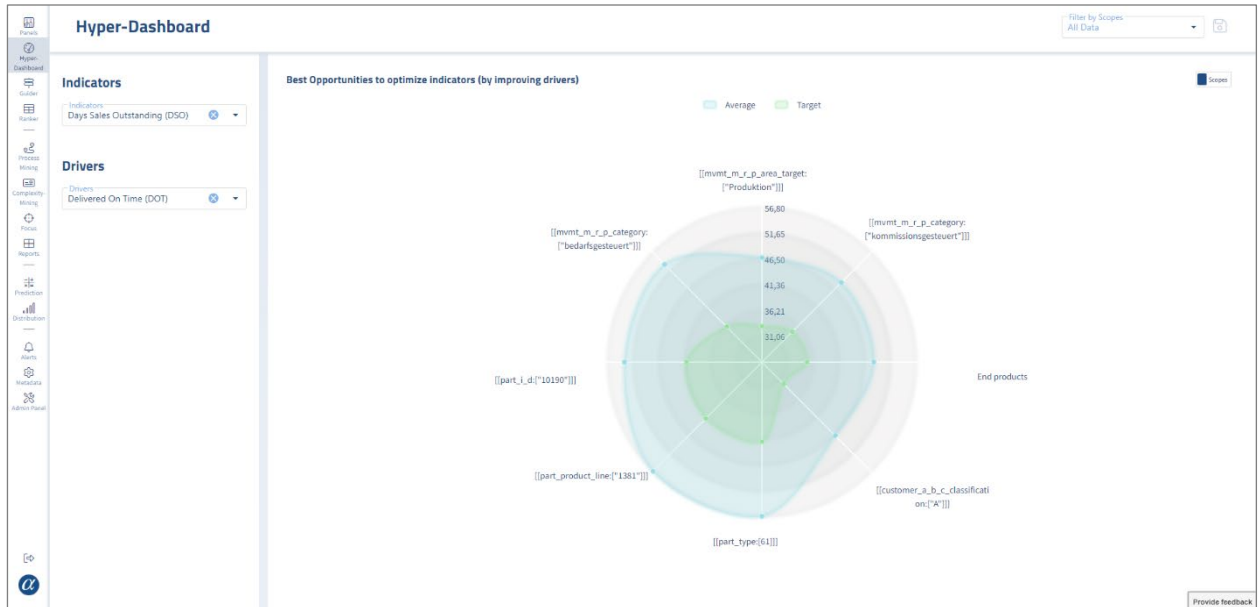 Panels
Hyper-
Dashboard
Guider
Ranker
Process
Mining
Complexity-
Mining
Focus
Reports
Prediction
Distribution
Alerts
Metadata
Admin Panel
α
Hyper-Dashboard
Filter by Scopes
All Data
Indicators
Indicators
Days Sales Outstanding (DSO)
Drivers
Drivers
Delivered On Time (DOT)
Best Opportunities to optimize indicators (by improving drivers)
Scopes
Average
Target
[[mvmt_m_r_p_area_target:
["Produktion"]]]
[[mvmt_m_r_p_category:
["kommissionsgesteuert"]]]
[[mvmt_m_r_p_category:
["bedarfsgesteuert"]]]
56,80
51,65
46,50
41,36
36,21
31,06
End products
[[part_i_d:["10190"]]]
[[part_product_line:["1381"]]]
[[customer_a_b_c_classificati
on:["A"]]]
[[part_type:[61]]]
Provide feedback